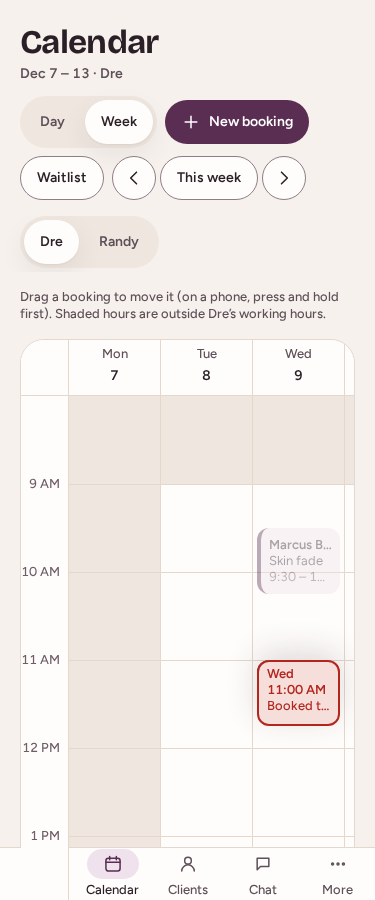 Calendar
Dec 7 – 13 · Dre
Day
Week
New booking
Waitlist
This week
Dre
Randy
Drag a booking to move it (on a phone, press and hold
first). Shaded hours are outside Dre’s working hours.
Mon
7
Tue
8
Wed
9
9 AM
Marcus B…
Skin fade
9:30 – 1…
10 AM
11 AM
Wed
11:00 AM
Booked t…
12 PM
1 PM
Calendar
Clients
Chat
More